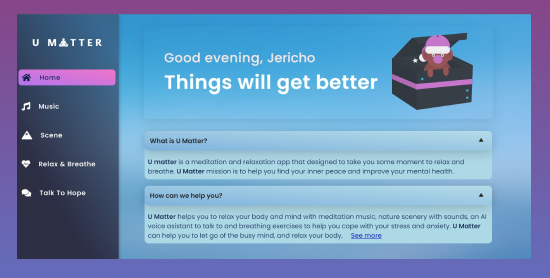 U MATTER
Home
Music
Scene
Relax & Breathe
Talk To Hope
Good evening, Jericho
Things will get better
What is U Matter?
U matter is a meditation and relaxation app that designed to take you some moment to relax and
breathe. U Matter mission is to help you find your inner peace and improve your mental health.
How can we help you?
U Matter helps you to relax your body and mind with meditation music, nature scenery with sounds, an AI
voice asistant to talk to and breathing exercises to help you cope with your stress and anxiety. U Matter
can help you to let go of the busy mind, and relax your body. See more